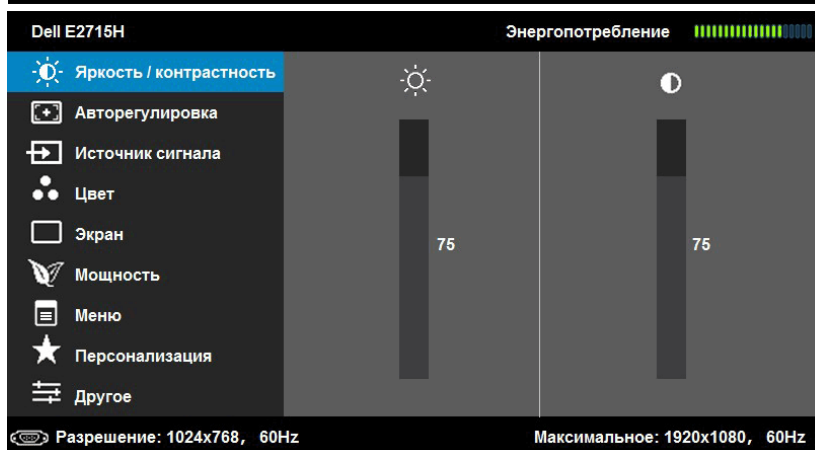 Dell E2715H Энергопотребление
Яркость / контрастность
Авторегулировка
Источник сигнала
Цвет
Экран
75 75
Мощность
Меню
Персонализация
Другое
Разрешение: 1024x768, 60Hz Максимальное: 1920x1080, 60Hz